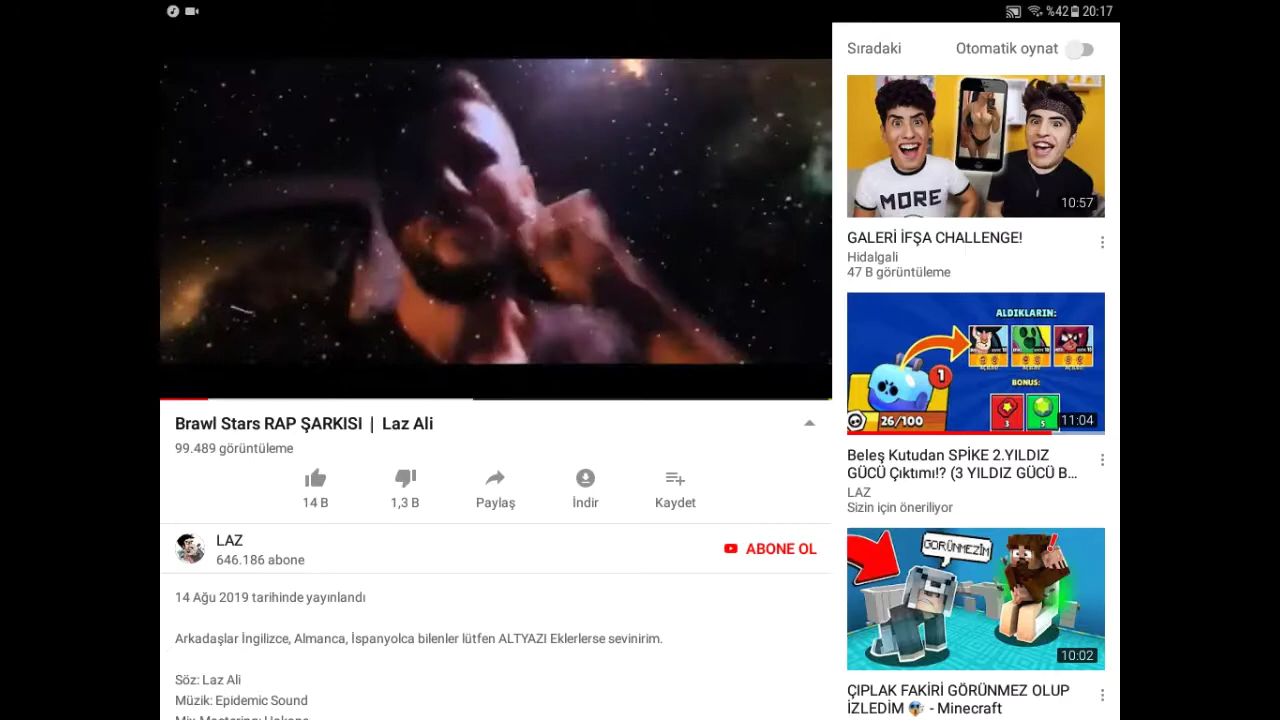 %42 20:17
Sıradaki
Otomatik oynat
MORE
10:57
GALERİ İFŞA CHALLENGE!
Hidalgali
47 B görüntüleme
ALDIKLARIN:
1
BONUS:
26/100
3
5
11:04
Beleş Kutudan SPİKE 2.YILDIZ
GÜCÜ Çıktımı!? (3 YILDIZ GÜCÜ B…
LAZ
Sizin için öneriliyor
GÖRÜNMEZİM
10:02
ÇIPLAK FAKİRİ GÖRÜNMEZ OLUP
İZLEDİM 😱 - Minecraft
Brawl Stars RAP ŞARKISI | Laz Ali
99.489 görüntüleme
14 B
1,3 B
Paylaş
İndir
Kaydet
LAZ
646.186 abone
ABONE OL
14 Ağu 2019 tarihinde yayınlandı
Arkadaşlar İngilizce, Almanca, İspanyolca bilenler lütfen ALTYAZI Eklerlerse sevinirim.
Söz: Laz Ali
Müzik: Epidemic Sound